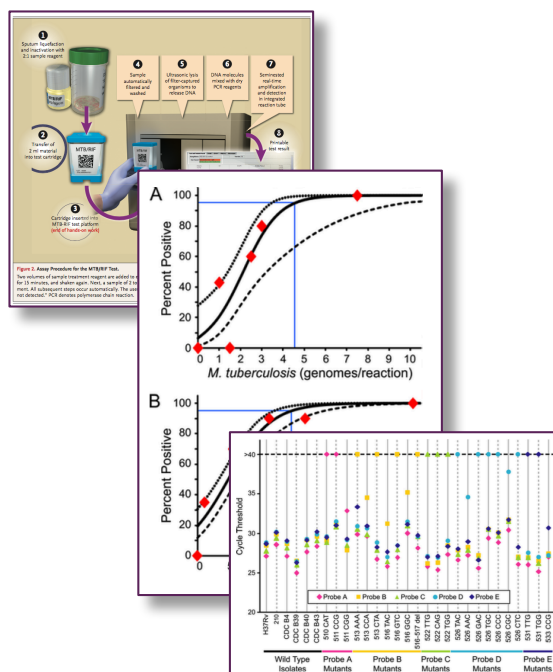 1
Sputum liquefaction
and inactivation with
2:1 sample reagent
2
Transfer of
2 ml material
into test cartridge
MTB/RIF
3
Cartridge inserted into
MTB-RIF test platform
(end of hands-on work)
4
Sample
automatically
filtered and
washed
5
Ultrasonic lysis
of filter-captured
organisms to
release DNA
6
DNA molecules
mixed with dry
PCR reagents
7
Seminested
real-time
amplification
and detection
in integrated
reaction tube
8
Printable
test result
Figure 2. Assay Procedure for the MTB/RIF Test.
Two volumes of sample treatment reagent are added to
for 15 minutes, and shaken again. Next, a sample of 2 to
ment. All subsequent steps occur automatically. The use
not detected." PCR denotes polymerase chain reaction.
A
Percent Positive
100
80
60
40
20
0
0 1 2 3 4 5 6 7 8 9 10
M. tuberculosis (genomes/reaction)
B
Percent Positive
100
80
60
40
20
0
Cycle Threshold
>40
35
30
25
20
Probe A Probe B Probe C Probe D Probe E
H37Rv
210
CDC B4
CDC B39
CDC B40
CDC B43
510 CAT
511 CCG
511 CGG
513 AAA
513 CCA
513 CTA
516 TAC
516 GTC
516 GGC
516-517 del
522 TTG
522 CAG
522 TGG
526 TAC
526 AAC
526 GAC
526 TGC
526 CCC
526 CGC
526 CTC
531 TTG
531 TGG
533 CCG
Wild Type
Isolates
Probe A
Mutants
Probe B
Mutants
Probe C
Mutants
Probe D
Mutants
Probe E
Mutants